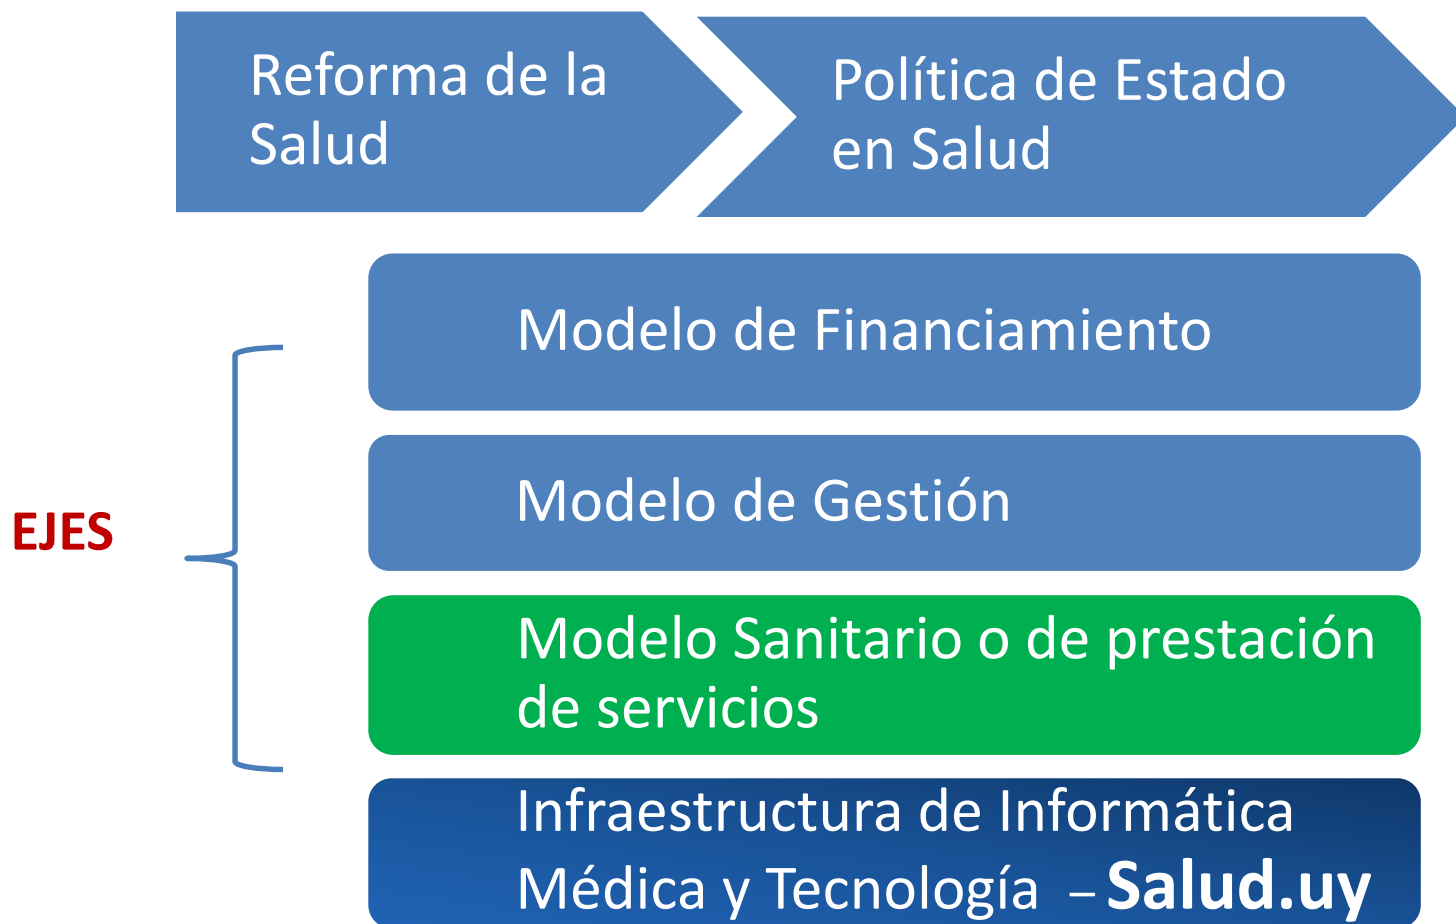 Reforma de la
Salud
Política de Estado
en Salud
Modelo de Financiamiento
Modelo de Gestión
EJES
Modelo Sanitario o de prestación
de servicios
Infraestructura de Informática
Médica y Tecnología – Salud.uy